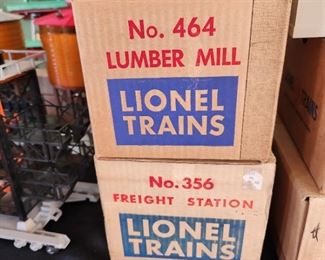 No. 464
LUMBER MILL
LIONEL
TRAINS
No. 356
FREIGHT STATION
LIONEL
TRAINS